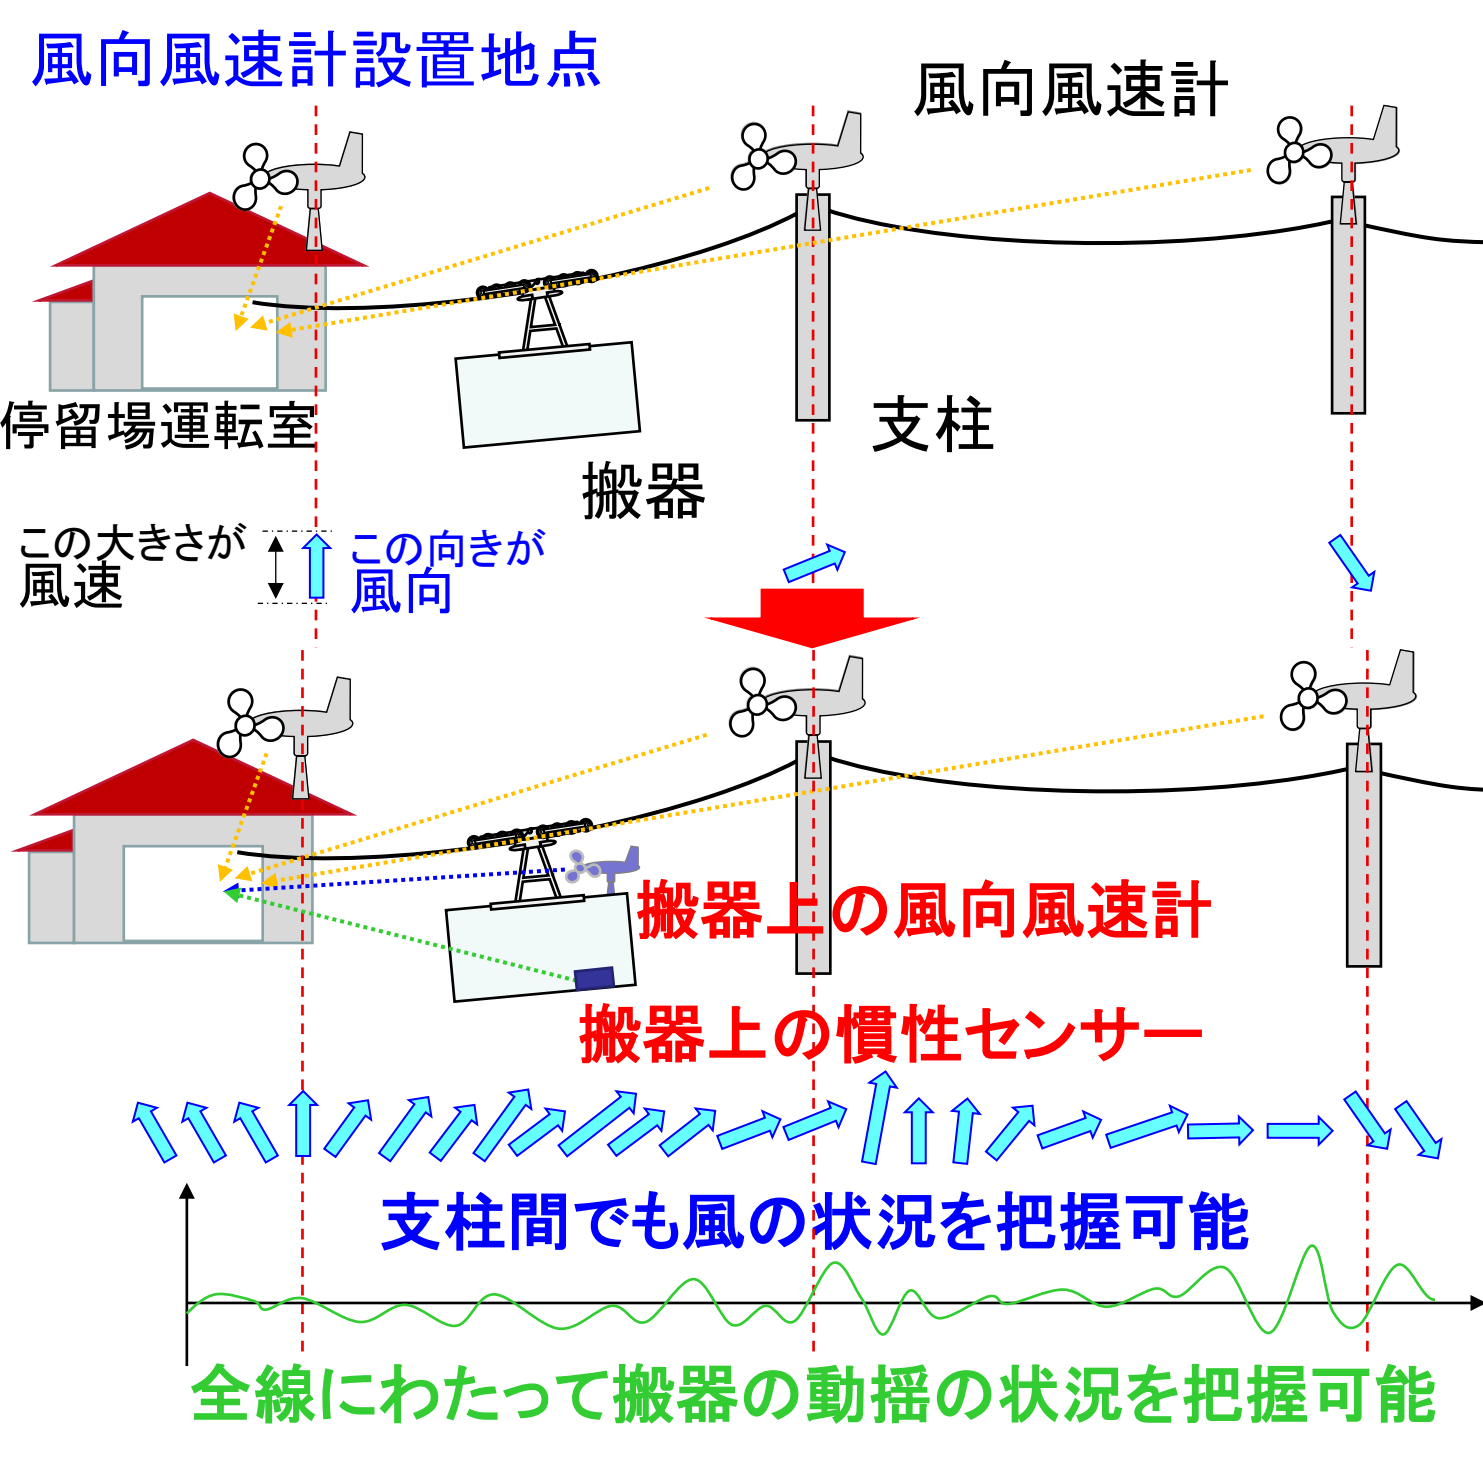 風向風速計設置地点
風向風速計
停留場運転室
支柱
搬器
この大きさが
風速
この向きが
風向
搬器上の風向風速計
搬器上の慣性センサー
支柱間でも風の状況を把握可能
全線にわたって搬器の動揺の状況を把握可能